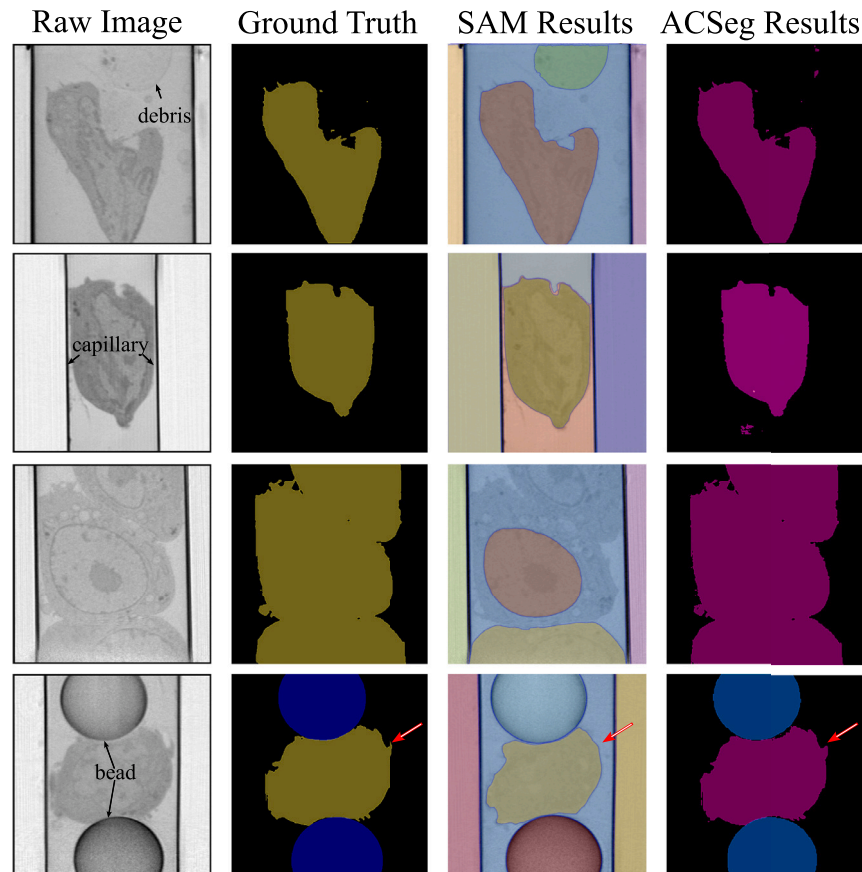 Raw Image Ground Truth SAM Results ACSeg Results
debris
capillary
bead